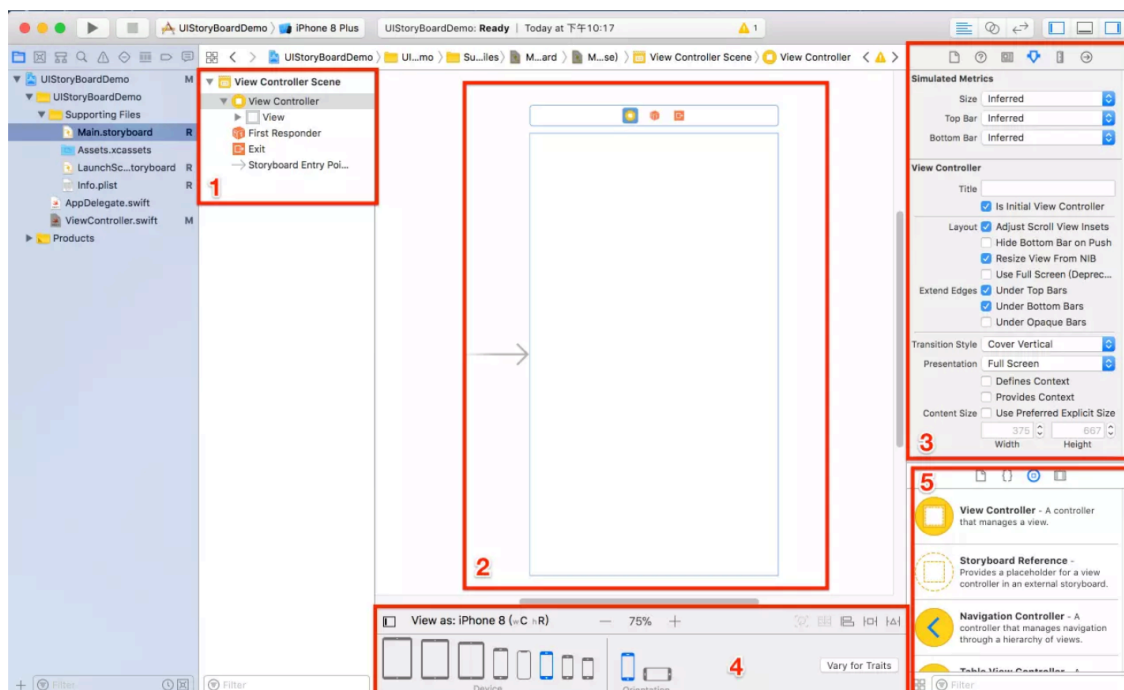 UIStoryBoardDemo
iPhone 8 Plus
UIStoryBoardDemo: Ready | Today at 下午10:17
1
UIStoryBoardDemo
UI...mo
Su...iles
M...ard
M...se)
View Controller Scene
View Controller
UIStoryBoardDemo M
UIStoryBoardDemo
Supporting Files
Main.storyboard R
Assets.xcassets
LaunchSc...toryboard R
Info.plist R
AppDelegate.swift
ViewController.swift M
Products
Filter
View Controller Scene
View Controller
View
First Responder
Exit
Storyboard Entry Poi...
1
Filter
2
View as: iPhone 8 (wC hR)
75%
Device
Orientation
4
Vary for Traits
Simulated Metrics
Size Inferred
Top Bar Inferred
Bottom Bar Inferred
View Controller
Title
Is Initial View Controller
Layout Adjust Scroll View Insets
Hide Bottom Bar on Push
Resize View From NIB
Use Full Screen (Deprec...
Extend Edges Under Top Bars
Under Bottom Bars
Under Opaque Bars
Transition Style Cover Vertical
Presentation Full Screen
Defines Context
Provides Context
Content Size Use Preferred Explicit Size
375 667
Width Height
3
5
View Controller - A controller
that manages a view.
Storyboard Reference -
Provides a placeholder for a view
controller in an external storyboard.
Navigation Controller - A
controller that manages navigation
through a hierarchy of views.
Table View Controller - A
Filter